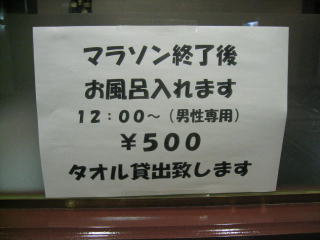 マラソン終了後
お風呂入れます
12:00〜（男性専用）
￥500
タオル貸出致します